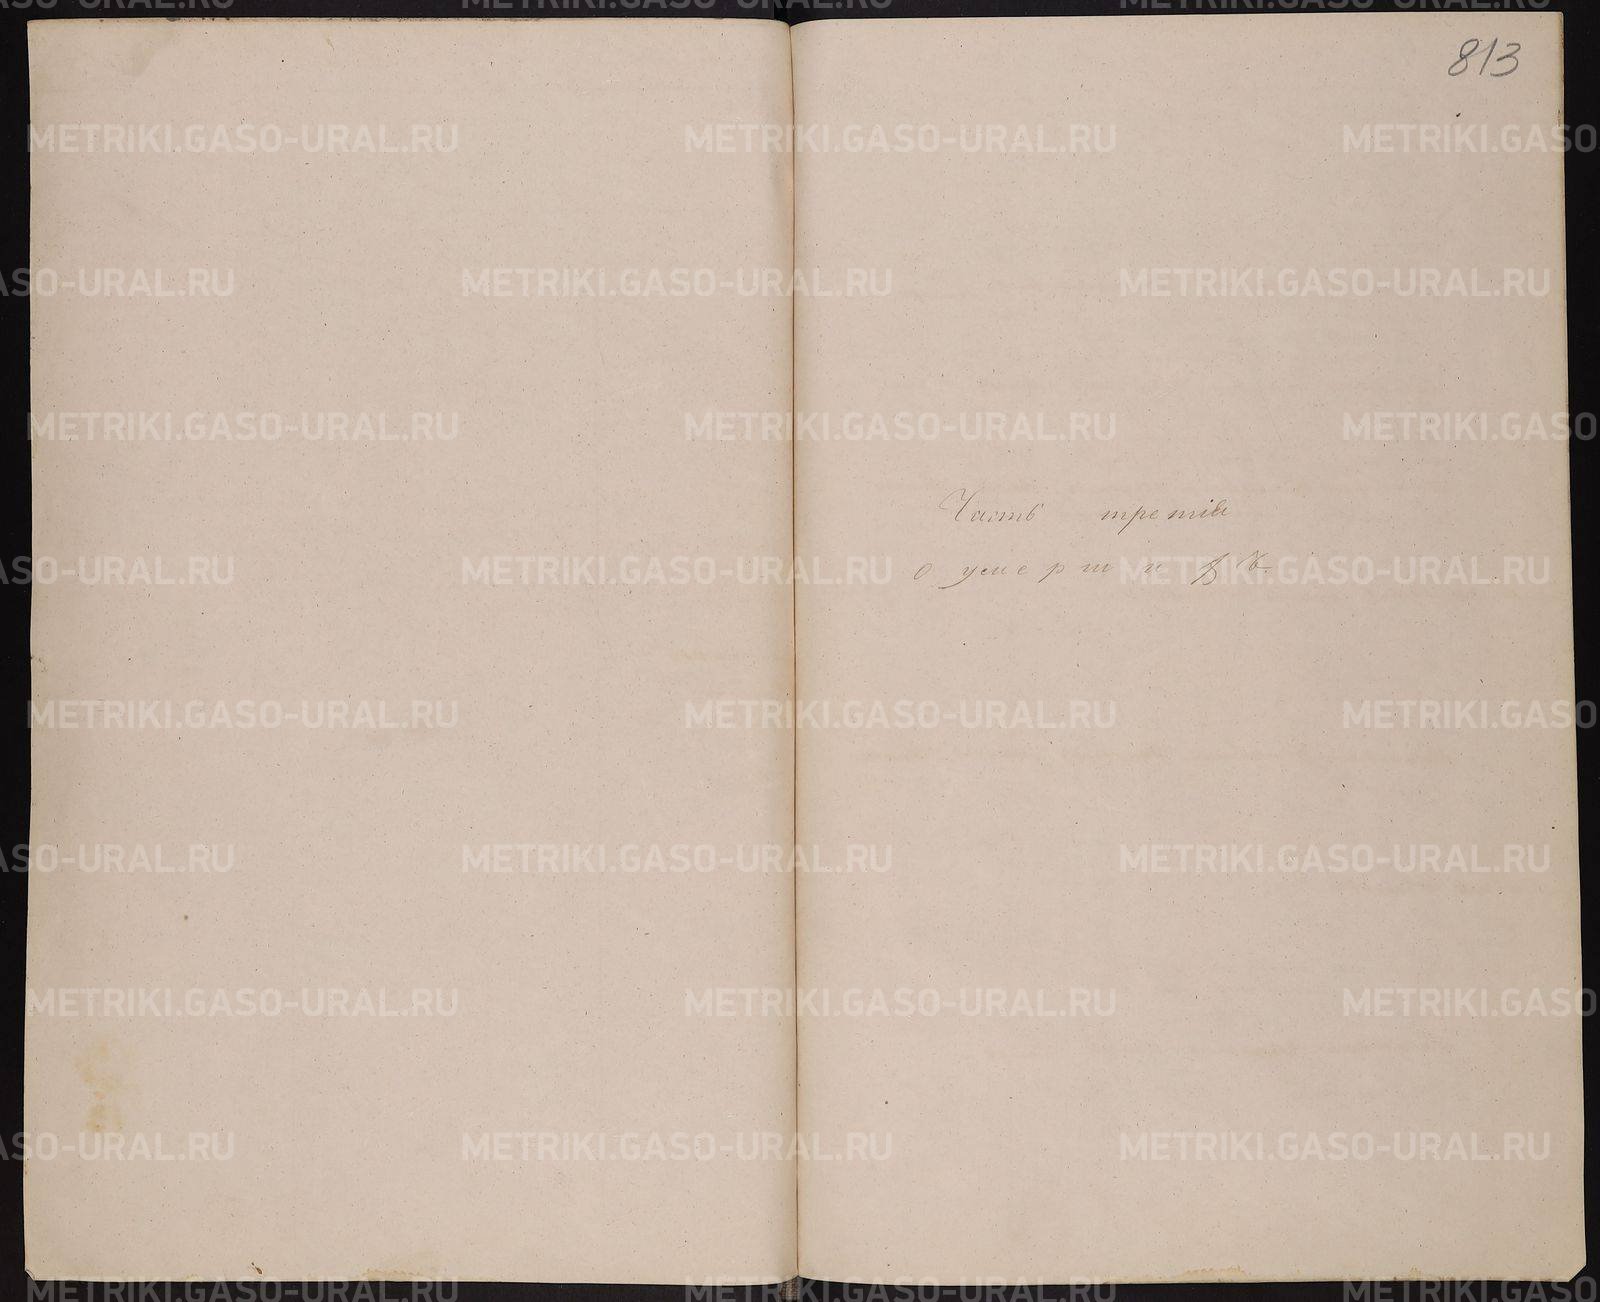 813
Часть третія
о умершихъ.